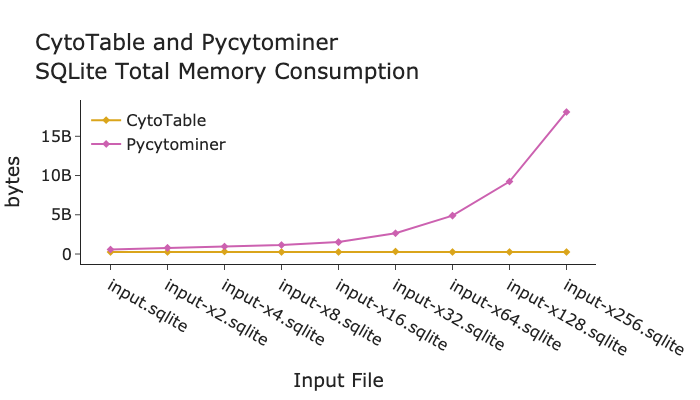 CytoTable and Pycytominer
SQLite Total Memory Consumption
CytoTable
Pycytominer
bytes
15B
10B
5B
0
input.sqlite
input-x2.sqlite
input-x4.sqlite
input-x8.sqlite
input-x16.sqlite
input-x32.sqlite
input-x64.sqlite
input-x128.sqlite
input-x256.sqlite
Input File